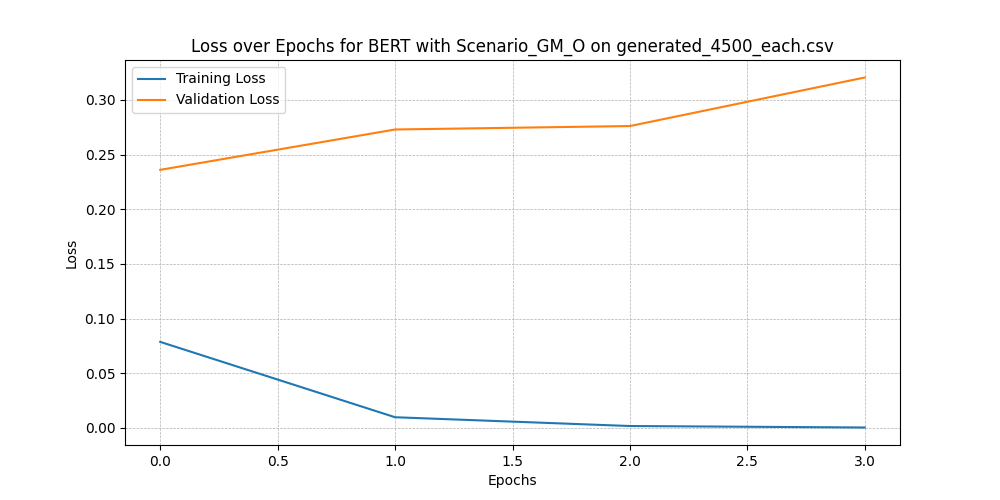 Loss over Epochs for BERT with Scenario_GM_O on generated_4500_each.csv
Training Loss
Validation Loss
0.30
0.25
0.20
0.15
0.10
0.05
0.00
Loss
0.0 0.5 1.0 1.5 2.0 2.5 3.0
Epochs